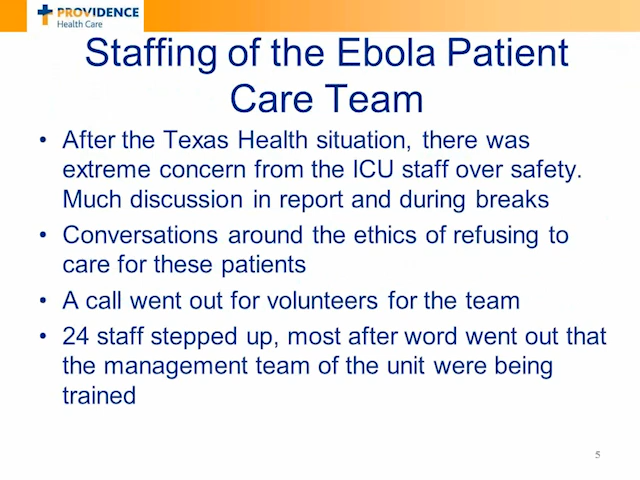 PROVIDENCE
Health Care
Staffing of the Ebola Patient
Care Team
• After the Texas Health situation, there was
extreme concern from the ICU staff over safety.
Much discussion in report and during breaks
• Conversations around the ethics of refusing to
care for these patients
• A call went out for volunteers for the team
• 24 staff stepped up, most after word went out that
the management team of the unit were being
trained
5